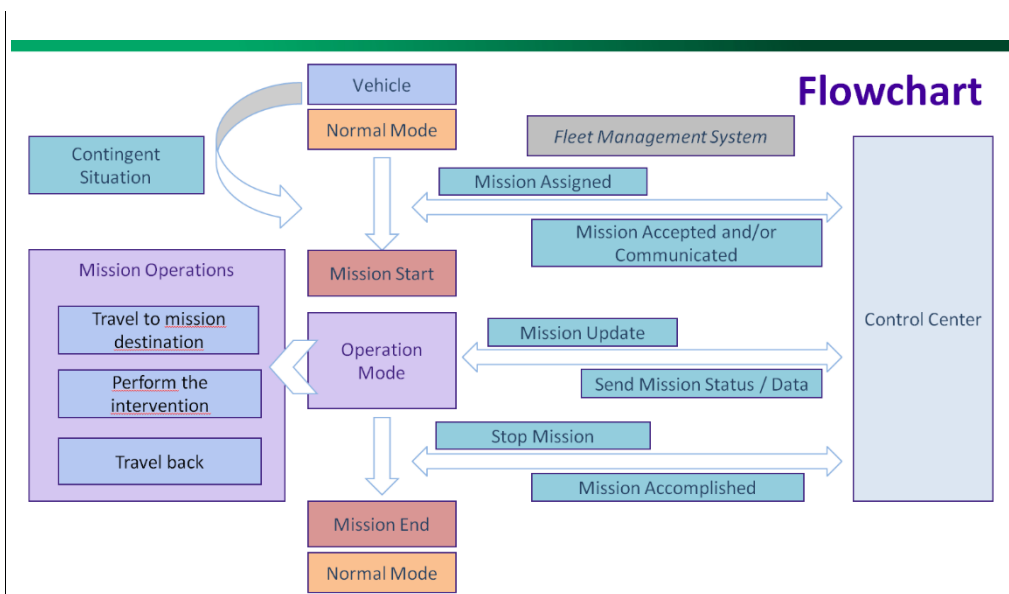 Flowchart
Vehicle
Normal Mode
Fleet Management System
Contingent
Situation
Mission Assigned
Mission Accepted and/or
Communicated
Mission Start
Mission Operations
Travel to mission
destination
Perform the
intervention
Travel back
Operation
Mode
Mission Update
Send Mission Status / Data
Control Center
Stop Mission
Mission Accomplished
Mission End
Normal Mode